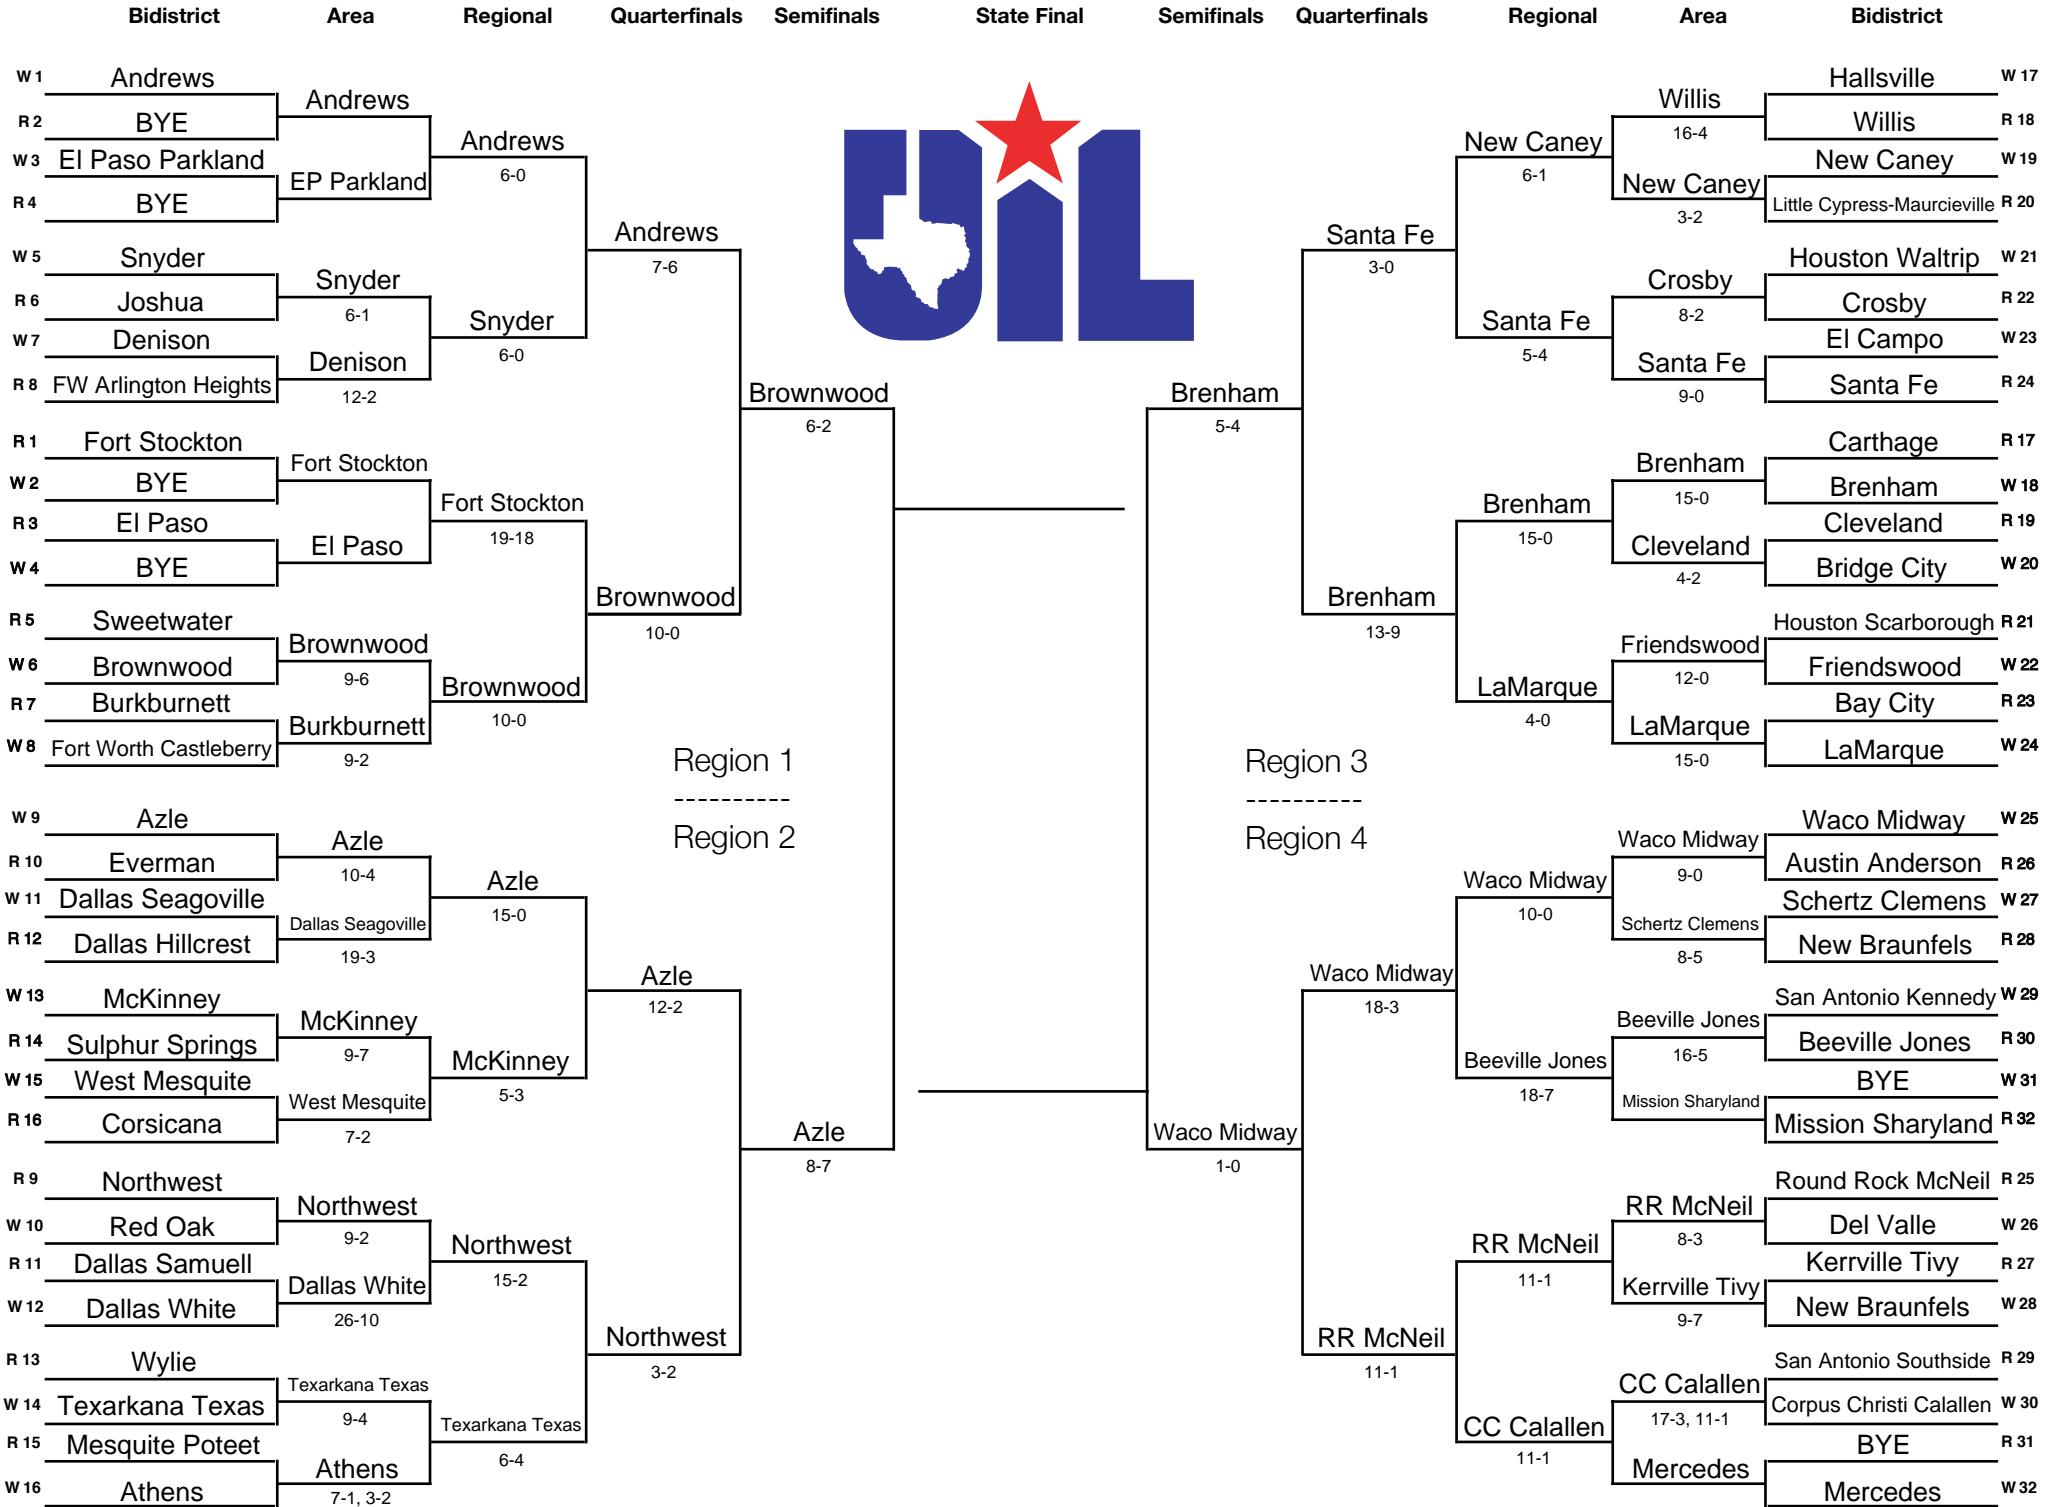 Bidistrict Area Regional Quarterfinals Semifinals State Final Semifinals Quarterfinals Regional Area Bidistrict
W 1 Andrews
R 2 BYE
W 3 El Paso Parkland
R 4 BYE
W 5 Snyder
R 6 Joshua
W 7 Denison
R 8 FW Arlington Heights
R 1 Fort Stockton
W 2 BYE
R 3 El Paso
W 4 BYE
R 5 Sweetwater
W 6 Brownwood
R 7 Burkburnett
W 8 Fort Worth Castleberry
W 9 Azle
R 10 Everman
W 11 Dallas Seagoville
R 12 Dallas Hillcrest
W 13 McKinney
R 14 Sulphur Springs
W 15 West Mesquite
R 16 Corsicana
R 9 Northwest
W 10 Red Oak
R 11 Dallas Samuell
W 12 Dallas White
R 13 Wylie
W 14 Texarkana Texas
R 15 Mesquite Poteet
W 16 Athens
Andrews
EP Parkland
Snyder
6-1
Denison
12-2
Fort Stockton
El Paso
Brownwood
9-6
Burkburnett
9-2
Azle
10-4
Dallas Seagoville
19-3
McKinney
9-7
West Mesquite
7-2
Northwest
9-2
Dallas White
26-10
Texarkana Texas
9-4
Athens
7-1, 3-2
Andrews
6-0
Snyder
6-0
Fort Stockton
19-18
Brownwood
10-0
Azle
15-0
McKinney
5-3
Northwest
15-2
Texarkana Texas
6-4
Andrews
7-6
Brownwood
10-0
Region 1
----------
Region 2
Azle
12-2
Northwest
3-2
Brownwood
6-2
Azle
8-7
UIL
Brenham
5-4
Waco Midway
1-0
Santa Fe
3-0
Brenham
13-9
Region 3
----------
Region 4
Waco Midway
18-3
RR McNeil
11-1
New Caney
6-1
Santa Fe
5-4
Brenham
15-0
LaMarque
4-0
Waco Midway
10-0
Beeville Jones
18-7
RR McNeil
11-1
CC Calallen
11-1
Willis
16-4
New Caney
3-2
Crosby
8-2
Santa Fe
9-0
Brenham
15-0
Cleveland
4-2
Friendswood
12-0
LaMarque
15-0
Waco Midway
9-0
Schertz Clemens
8-5
Beeville Jones
16-5
Mission Sharyland
RR McNeil
8-3
Kerrville Tivy
9-7
CC Calallen
17-3, 11-1
Mercedes
Hallsville W 17
Willis R 18
New Caney W 19
Little Cypress-Maurcieville R 20
Houston Waltrip W 21
Crosby R 22
El Campo W 23
Santa Fe R 24
Carthage R 17
Brenham W 18
Cleveland R 19
Bridge City W 20
Houston Scarborough R 21
Friendswood W 22
Bay City R 23
LaMarque W 24
Waco Midway W 25
Austin Anderson R 26
Schertz Clemens W 27
New Braunfels R 28
San Antonio Kennedy W 29
Beeville Jones R 30
BYE W 31
Mission Sharyland R 32
Round Rock McNeil R 25
Del Valle W 26
Kerrville Tivy R 27
New Braunfels W 28
San Antonio Southside R 29
Corpus Christi Calallen W 30
BYE R 31
Mercedes W 32